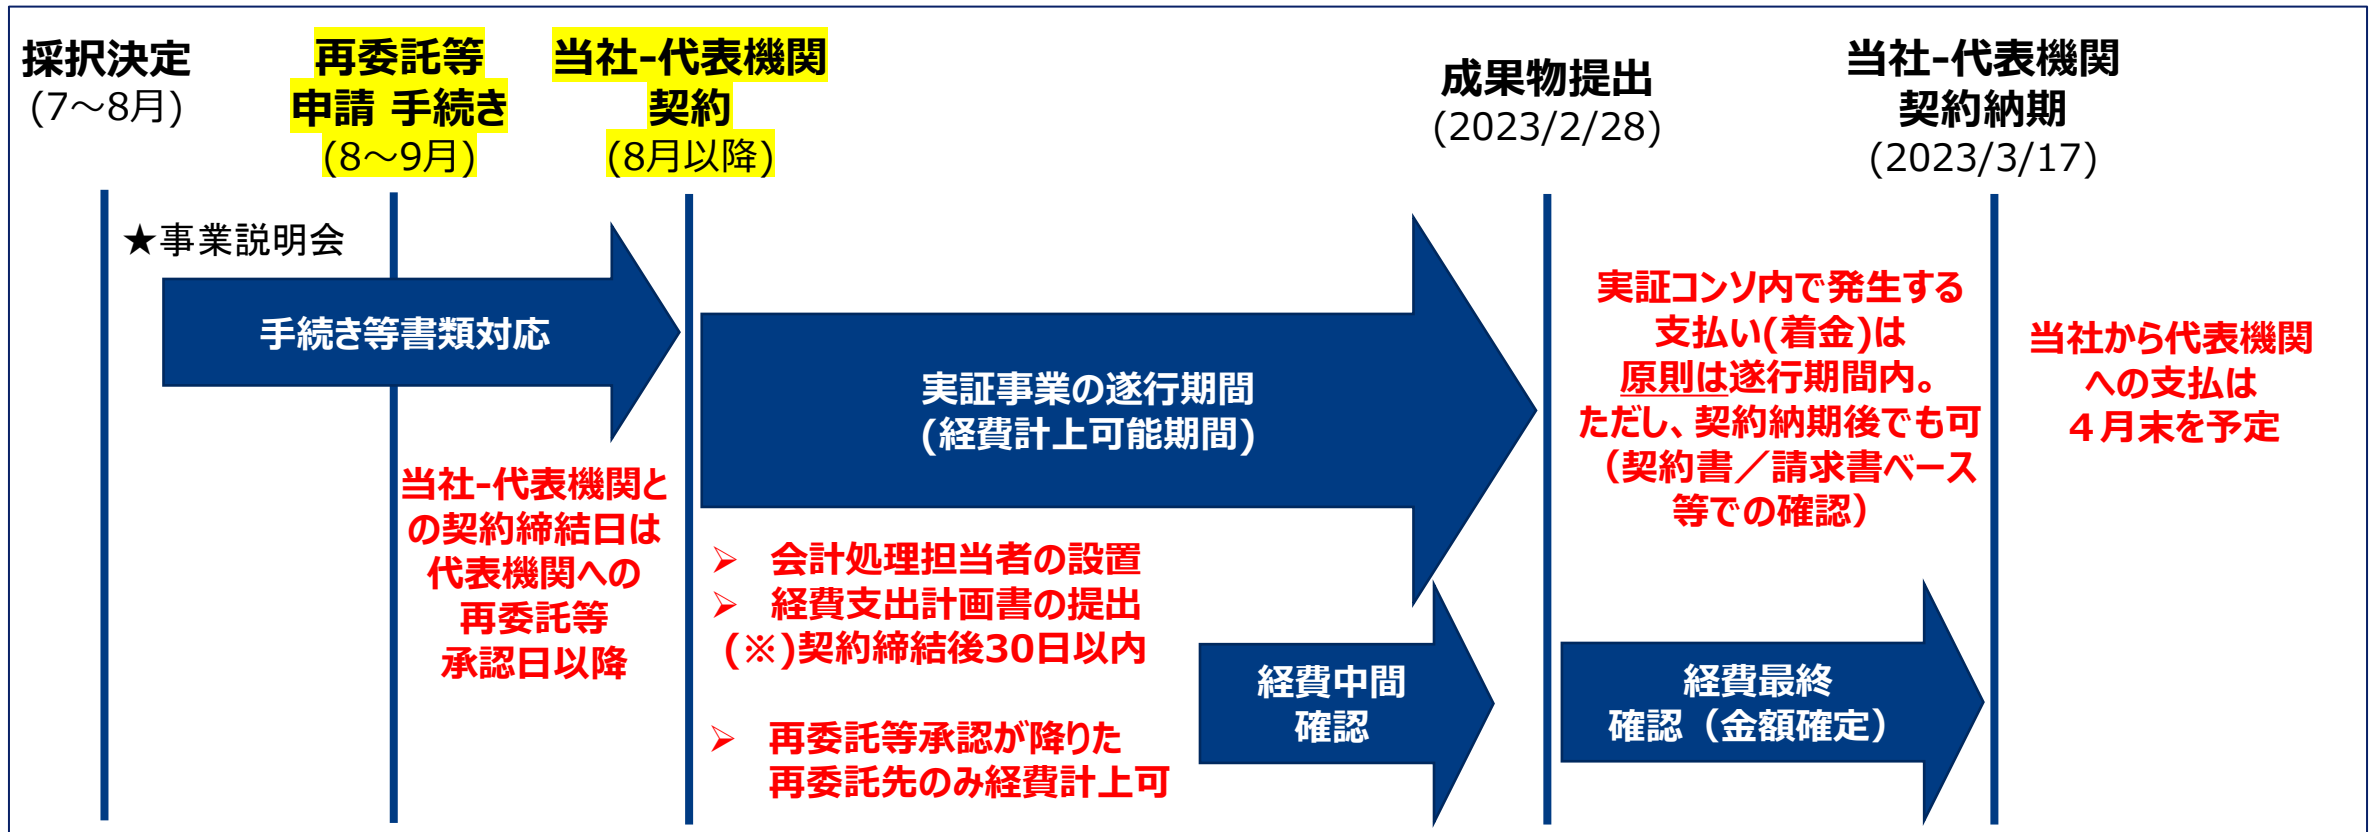 採択決定
(7～8月)
再委託等
申請 手続き
(8～9月)
当社-代表機関
契約
(8月以降)
成果物提出
(2023/2/28)
当社-代表機関
契約納期
(2023/3/17)
★事業説明会
手続き等書類対応
当社-代表機関と
の契約締結日は
代表機関への
再委託等
承認日以降
実証事業の遂行期間
(経費計上可能期間)
➢ 会計処理担当者の設置
➢ 経費支出計画書の提出
(※)契約締結後30日以内
➢ 再委託等承認が降りた
再委託先のみ経費計上可
経費中間
確認
実証コンソ内で発生する
支払い(着金)は
原則は遂行期間内。
ただし、契約納期後でも可
（契約書／請求書ベース
等での確認）
経費最終
確認（金額確定）
当社から代表機関
への支払は
４月末を予定